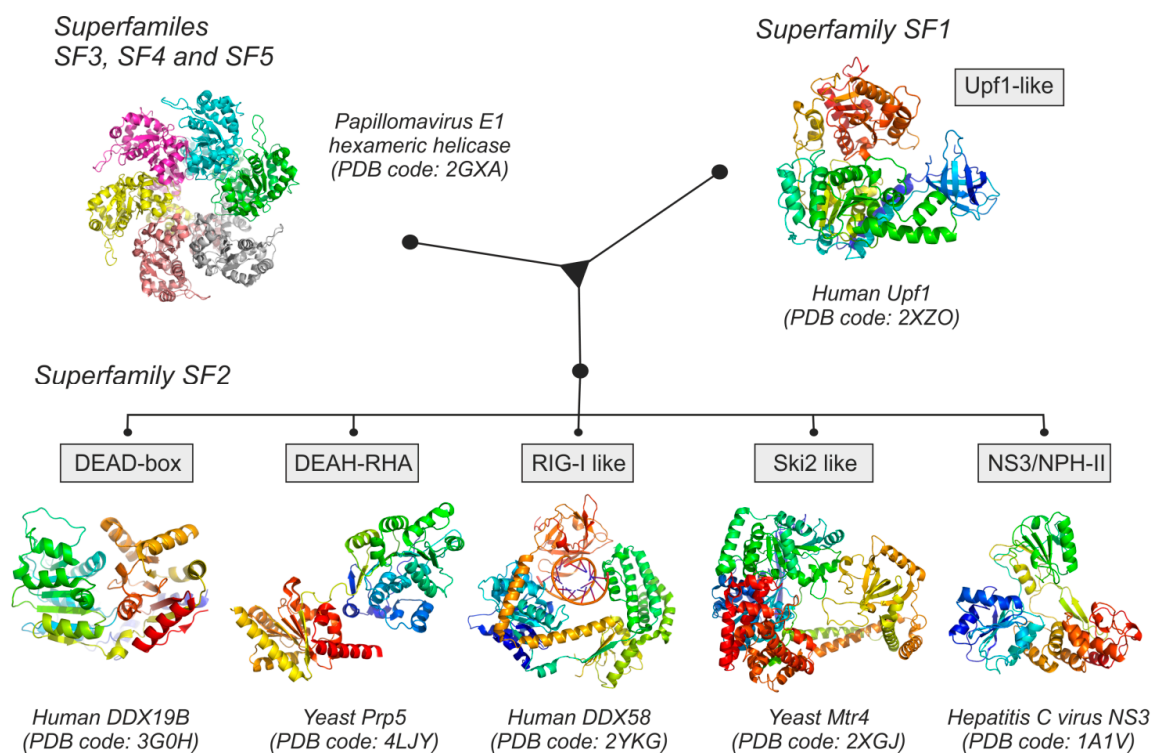 Superfamiles
SF3, SF4 and SF5
Papillomavirus E1
hexameric helicase
(PDB code: 2GXA)
Superfamily SF1
Upf1-like
Human Upf1
(PDB code: 2XZO)
Superfamily SF2
DEAD-box
DEAH-RHA
RIG-I like
Ski2 like
NS3/NPH-II
Human DDX19B
(PDB code: 3G0H)
Yeast Prp5
(PDB code: 4LJY)
Human DDX58
(PDB code: 2YKG)
Yeast Mtr4
(PDB code: 2XGJ)
Hepatitis C virus NS3
(PDB code: 1A1V)